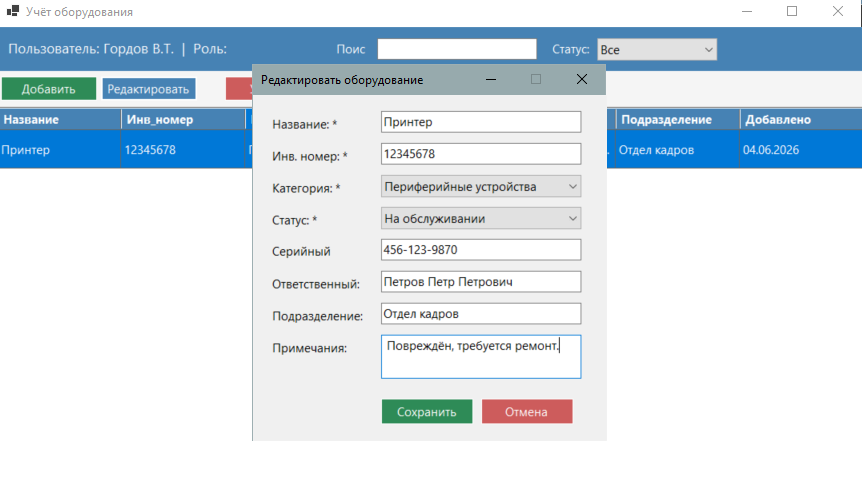 Учёт оборудования
Пользователь: Гордов В.Т. | Роль:
Поис
Статус: Все
Добавить
Редактировать
Название
Инв_номер
Подразделение
Добавлено
Принтер
12345678
Отдел кадров
04.06.2026
Редактировать оборудование
Название: * Принтер
Инв. номер: * 12345678
Категория: * Периферийные устройства
Статус: * На обслуживании
Серийный 456-123-9870
Ответственный: Петров Петр Петрович
Подразделение: Отдел кадров
Примечания: Повреждён, требуется ремонт.
Сохранить
Отмена